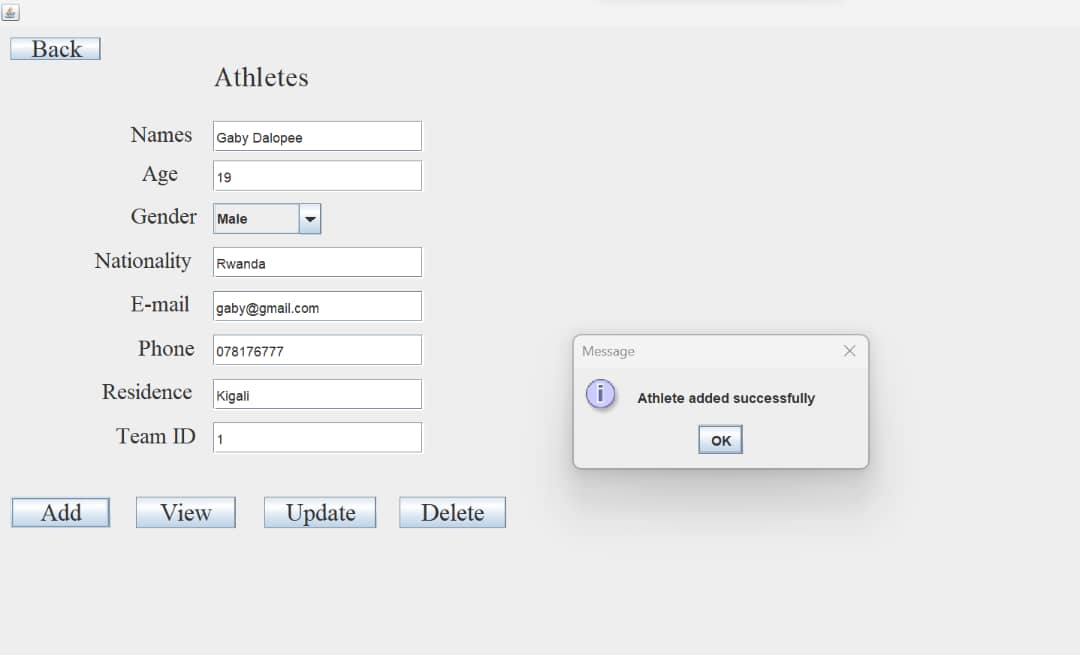 Back
Athletes
Names Gaby Dalopee
Age 19
Gender Male
Nationality Rwanda
E-mail gaby@gmail.com
Phone 078176777
Residence Kigali
Team ID 1
Add View Update Delete
Message
i
Athlete added successfully
OK